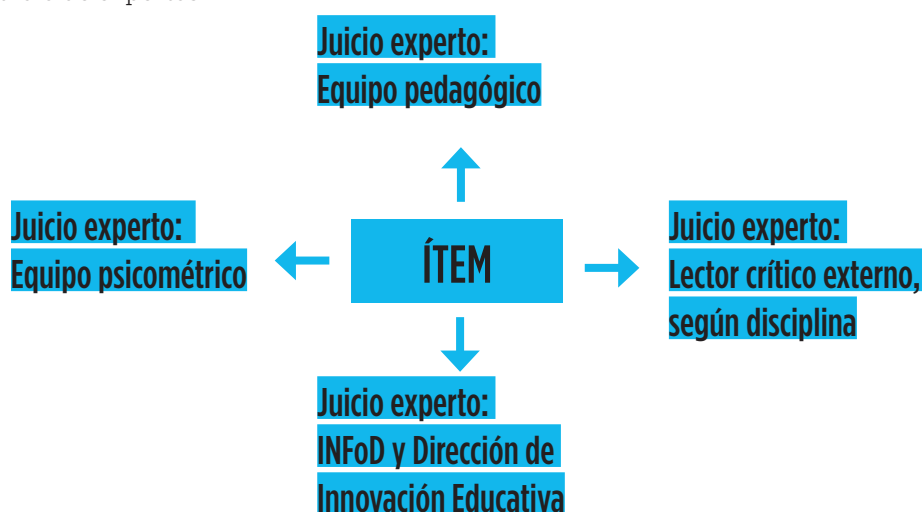 Juicio experto:
Equipo pedagógico
Juicio experto:
Equipo psicométrico
ÍTEM
Juicio experto:
Lector crítico externo,
según disciplina
Juicio experto:
INFoD y Dirección de
Innovación Educativa